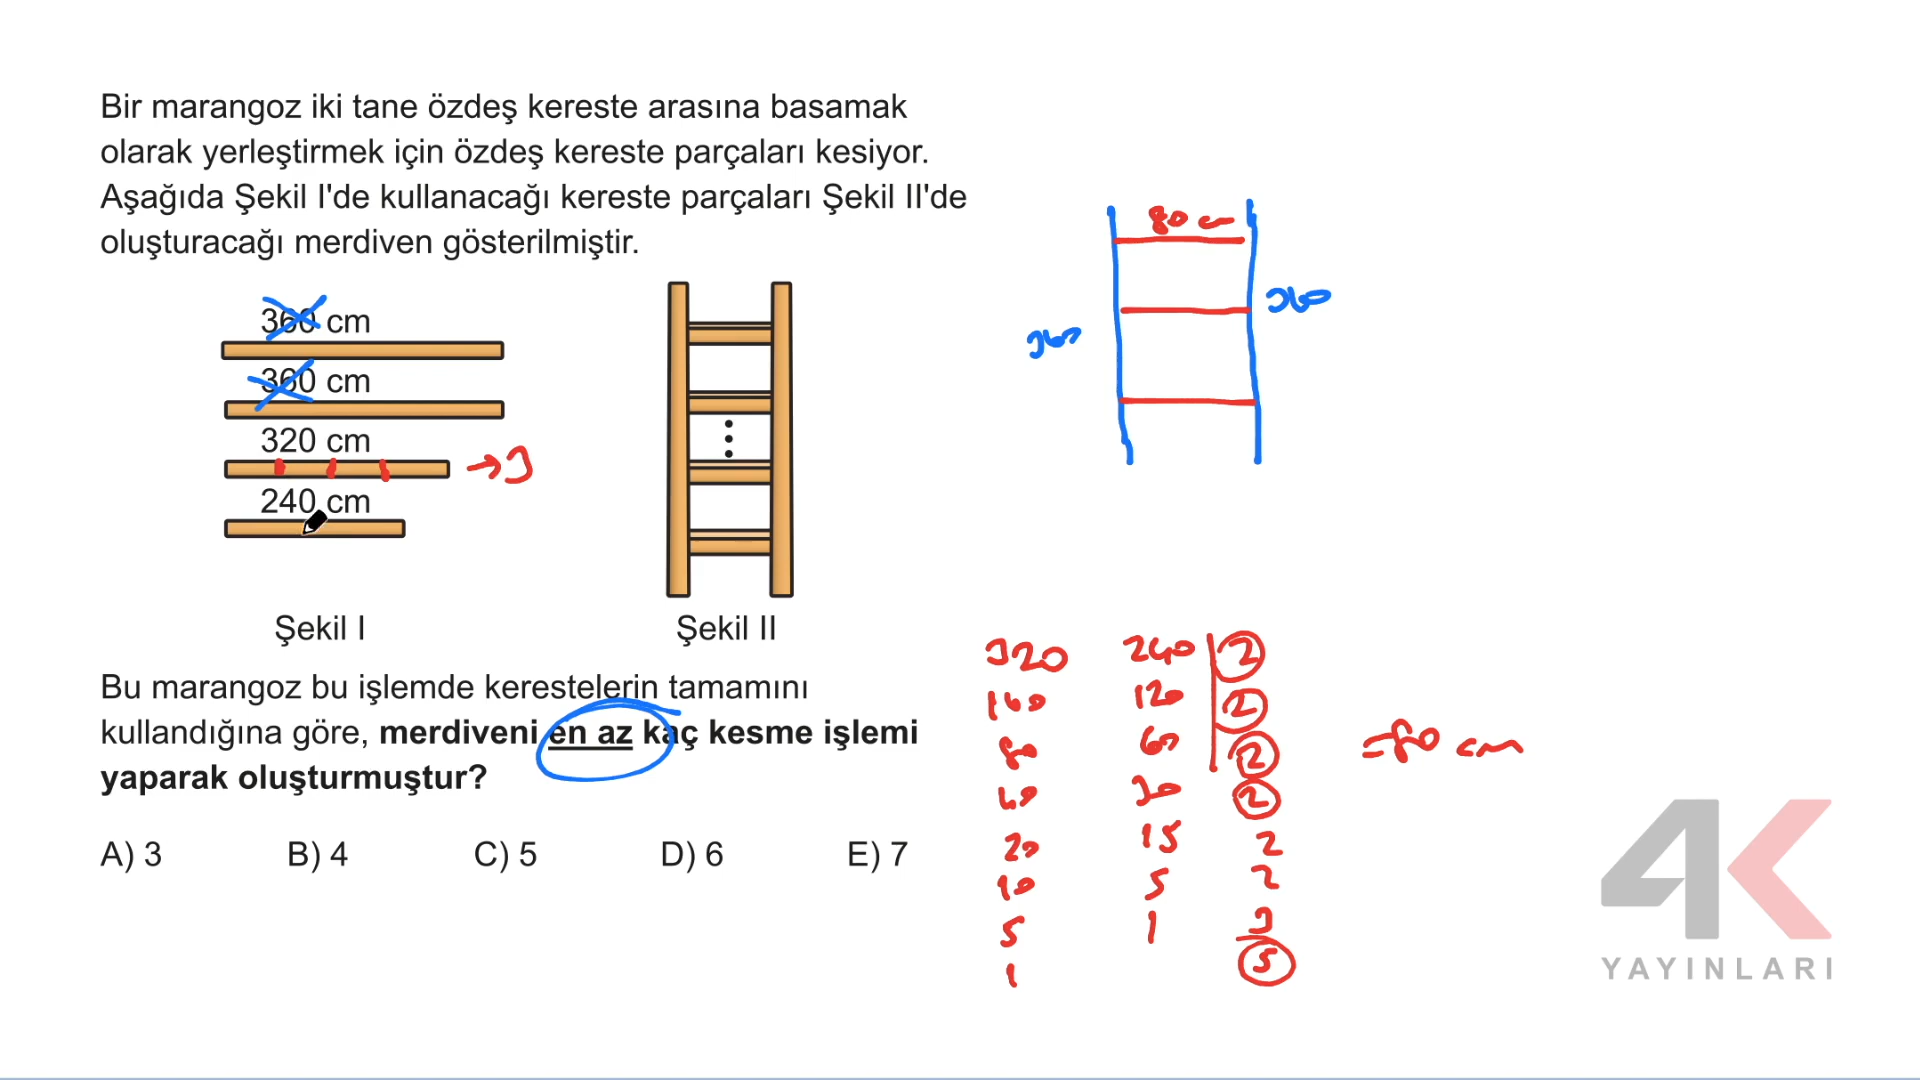 Bir marangoz iki tane özdeş kereste arasına basamak
olarak yerleştirmek için özdeş kereste parçaları kesiyor.
Aşağıda Şekil I'de kullanacağı kereste parçaları Şekil II'de
oluşturacağı merdiven gösterilmiştir.
360 cm
360 cm
320 cm
→ 3
240 cm
Şekil I
Şekil II
80 cm
360
360
Bu marangoz bu işlemde kerestelerin tamamını
kullandığına göre, merdiveni en az kaç kesme işlemi
yaparak oluşturmuştur?
A) 3 B) 4 C) 5 D) 6 E) 7
320 240 2
160 120 2
80 60 2
40 30 2
20 15 2
10 5 2
5 1 3
1 5
=80 cm
4K
YAYINLARI